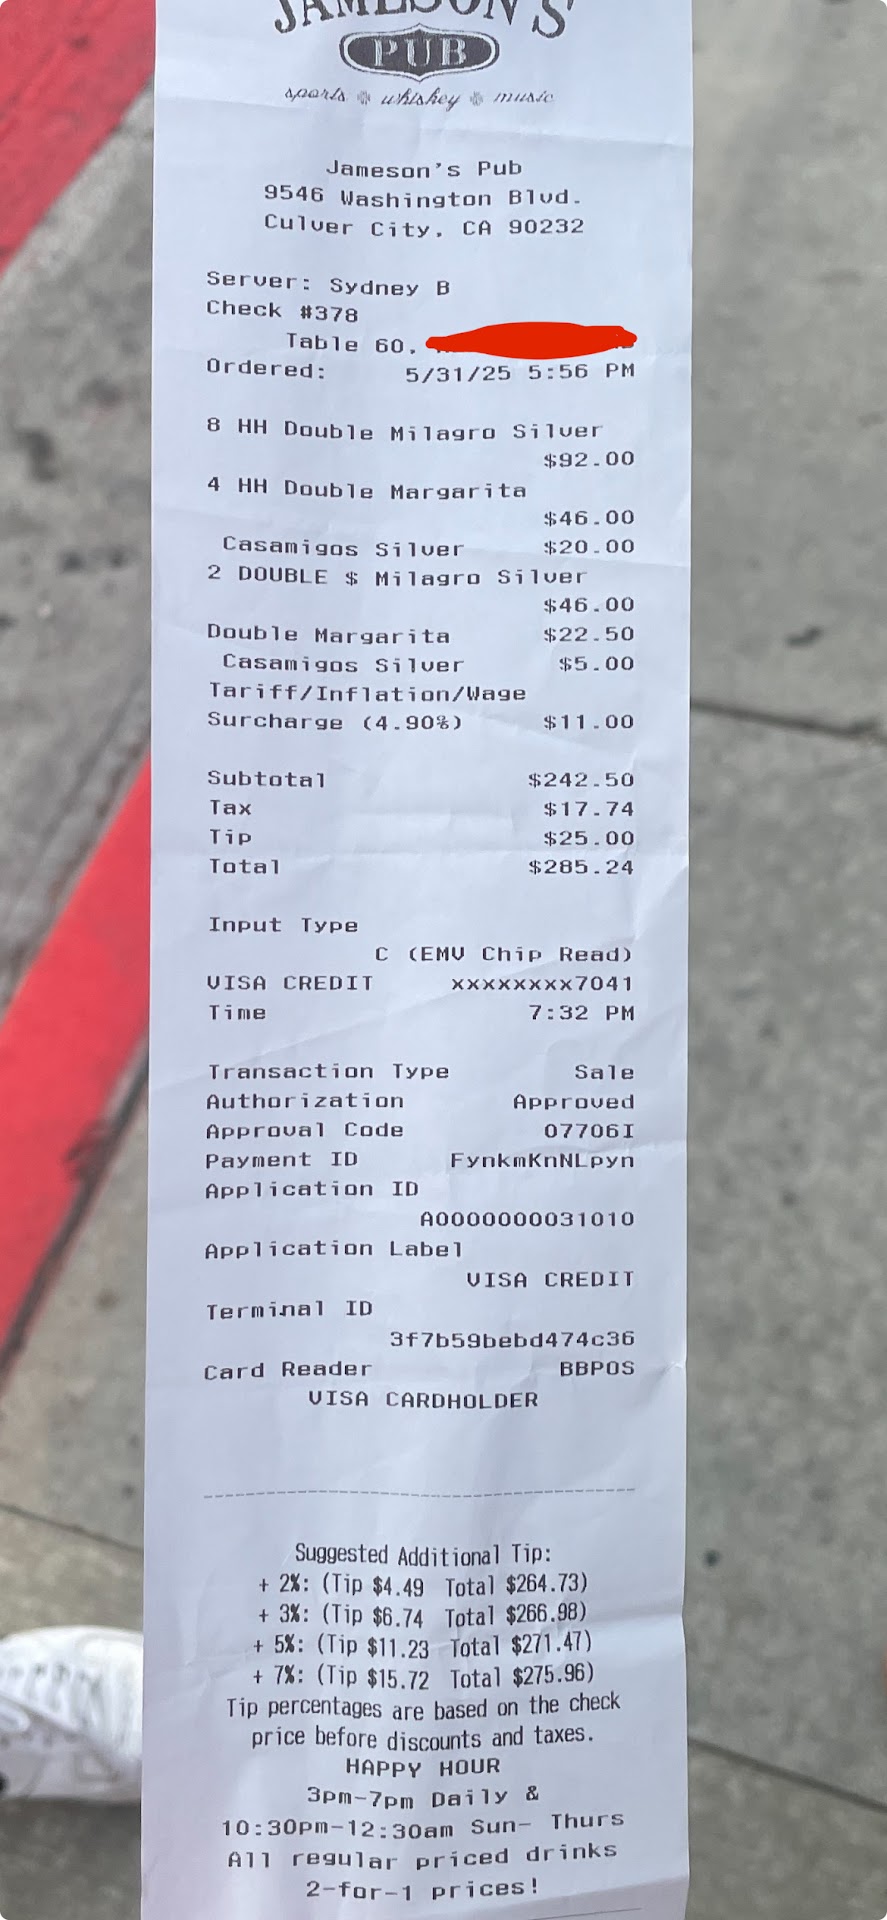 JAMESON'S
PUB
sports whiskey music
Jameson's Pub
9546 Washington Blvd.
Culver City, CA 90232
Server: Sydney B
Check #378
Table 60,
Ordered: 5/31/25 5:56 PM
8 HH Double Milagro Silver
$92.00
4 HH Double Margarita
$46.00
Casamigos Silver $20.00
2 DOUBLE $ Milagro Silver
$46.00
Double Margarita $22.50
Casamigos Silver $5.00
Tariff/Inflation/Wage
Surcharge (4.90%) $11.00
Subtotal $242.50
Tax $17.74
Tip $25.00
Total $285.24
Input Type
C (EMV Chip Read)
VISA CREDIT xxxxxxxx7041
Time 7:32 PM
Transaction Type Sale
Authorization Approved
Approval Code 07706I
Payment ID FynkmKnNLpyn
Application ID
A0000000031010
Application Label
VISA CREDIT
Terminal ID
3f7b59bebd474c36
Card Reader BBPOS
VISA CARDHOLDER
Suggested Additional Tip:
+ 2%: (Tip $4.49 Total $264.73)
+ 3%: (Tip $6.74 Total $266.98)
+ 5%: (Tip $11.23 Total $271.47)
+ 7%: (Tip $15.72 Total $275.96)
Tip percentages are based on the check
price before discounts and taxes.
HAPPY HOUR
3pm-7pm Daily &
10:30pm-12:30am Sun- Thurs
All regular priced drinks
2-for-1 prices!